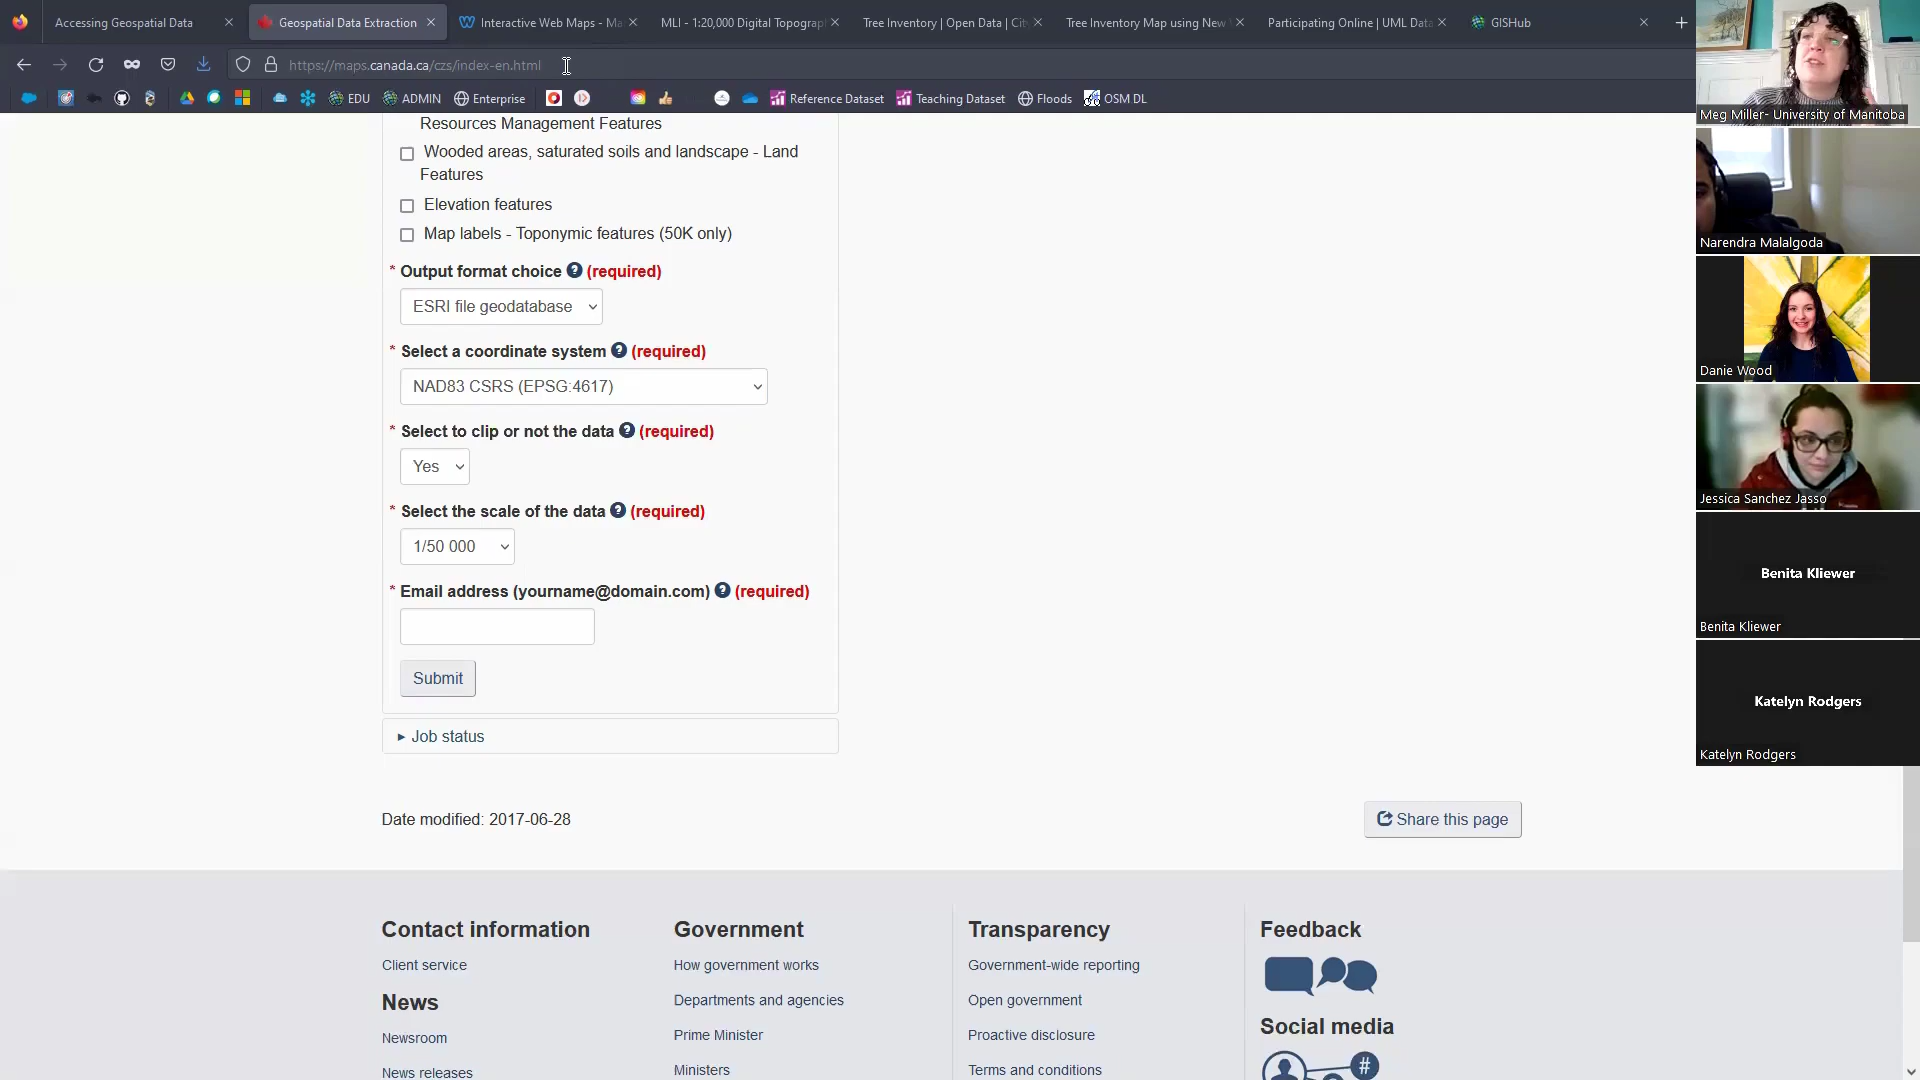 Accessing Geospatial Data
Geospatial Data Extraction
Interactive Web Maps - Ma
MLI - 1:20,000 Digital Topograp
Tree Inventory | Open Data | Cit
Tree Inventory Map using New
Participating Online | UML Data
GISHub
https://maps.canada.ca/czs/index-en.html
EDU
ADMIN
Enterprise
Reference Dataset
Teaching Dataset
Floods
OSM DL
Resources Management Features
Wooded areas, saturated soils and landscape - Land
Features
Elevation features
Map labels - Toponymic features (50K only)
* Output format choice ? (required)
ESRI file geodatabase
* Select a coordinate system ? (required)
NAD83 CSRS (EPSG:4617)
* Select to clip or not the data ? (required)
Yes
* Select the scale of the data ? (required)
1/50 000
* Email address (yourname@domain.com) ? (required)
Submit
Job status
Date modified: 2017-06-28
Share this page
Contact information
Client service
News
Newsroom
News releases
Government
How government works
Departments and agencies
Prime Minister
Ministers
Transparency
Government-wide reporting
Open government
Proactive disclosure
Terms and conditions
Feedback
Social media
#
Meg Miller- University of Manitoba
Narendra Malalgoda
Danie Wood
Jessica Sanchez Jasso
Benita Kliewer
Benita Kliewer
Katelyn Rodgers
Katelyn Rodgers